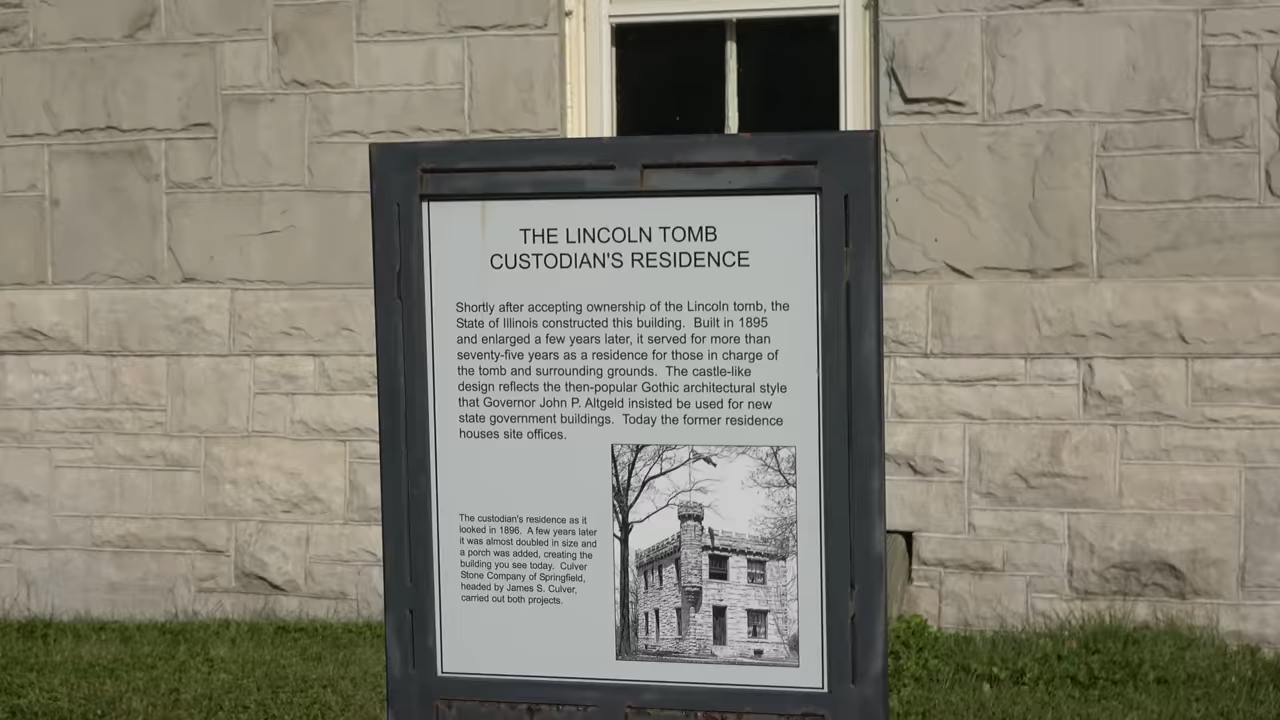 THE LINCOLN TOMB
CUSTODIAN'S RESIDENCE
Shortly after accepting ownership of the Lincoln tomb, the
State of Illinois constructed this building. Built in 1895
and enlarged a few years later, it served for more than
seventy-five years as a residence for those in charge of
the tomb and surrounding grounds. The castle-like
design reflects the then-popular Gothic architectural style
that Governor John P. Altgeld insisted be used for new
state government buildings. Today the former residence
houses site offices.
The custodian's residence as it
looked in 1896. A few years later
it was almost doubled in size and
a porch was added, creating the
building you see today. Culver
Stone Company of Springfield,
headed by James S. Culver,
carried out both projects.